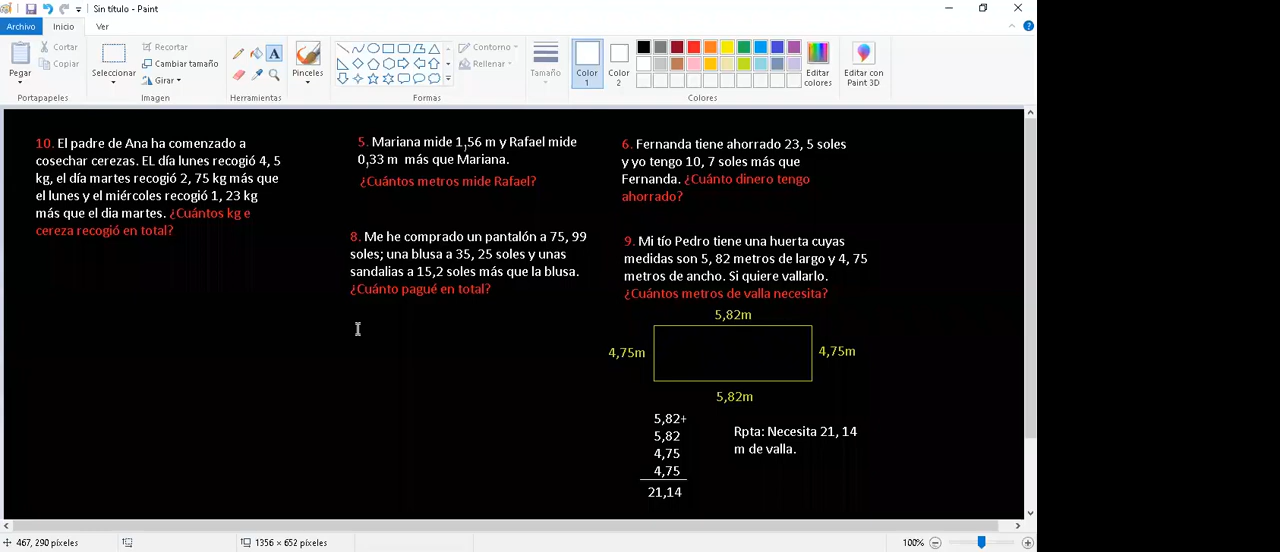 Sin título - Paint
Archivo
Inicio
Ver
Pegar
Cortar
Copiar
Portapapeles
Seleccionar
Recortar
Cambiar tamaño
Girar
Imagen
Herramientas
Pinceles
Contorno
Rellenar
Formas
Tamaño
Color
1
Color
2
Editar
colores
Editar con
Paint 3D
Colores
10. El padre de Ana ha comenzado a
cosechar cerezas. EL día lunes recogió 4, 5
kg, el día martes recogió 2, 75 kg más que
el lunes y el miércoles recogió 1, 23 kg
más que el dia martes. ¿Cuántos kg e
cereza recogió en total?
5. Mariana mide 1,56 m y Rafael mide
0,33 m más que Mariana.
¿Cuántos metros mide Rafael?
8. Me he comprado un pantalón a 75, 99
soles; una blusa a 35, 25 soles y unas
sandalias a 15,2 soles más que la blusa.
¿Cuánto pagué en total?
6. Fernanda tiene ahorrado 23, 5 soles
y yo tengo 10, 7 soles más que
Fernanda. ¿Cuánto dinero tengo
ahorrado?
9. Mi tío Pedro tiene una huerta cuyas
medidas son 5, 82 metros de largo y 4, 75
metros de ancho. Si quiere vallarlo.
¿Cuántos metros de valla necesita?
5,82m
4,75m
4,75m
5,82m
5,82+
5,82
4,75
4,75
21,14
Rpta: Necesita 21, 14
m de valla.
467, 290 píxeles
1356 × 652 píxeles
100%